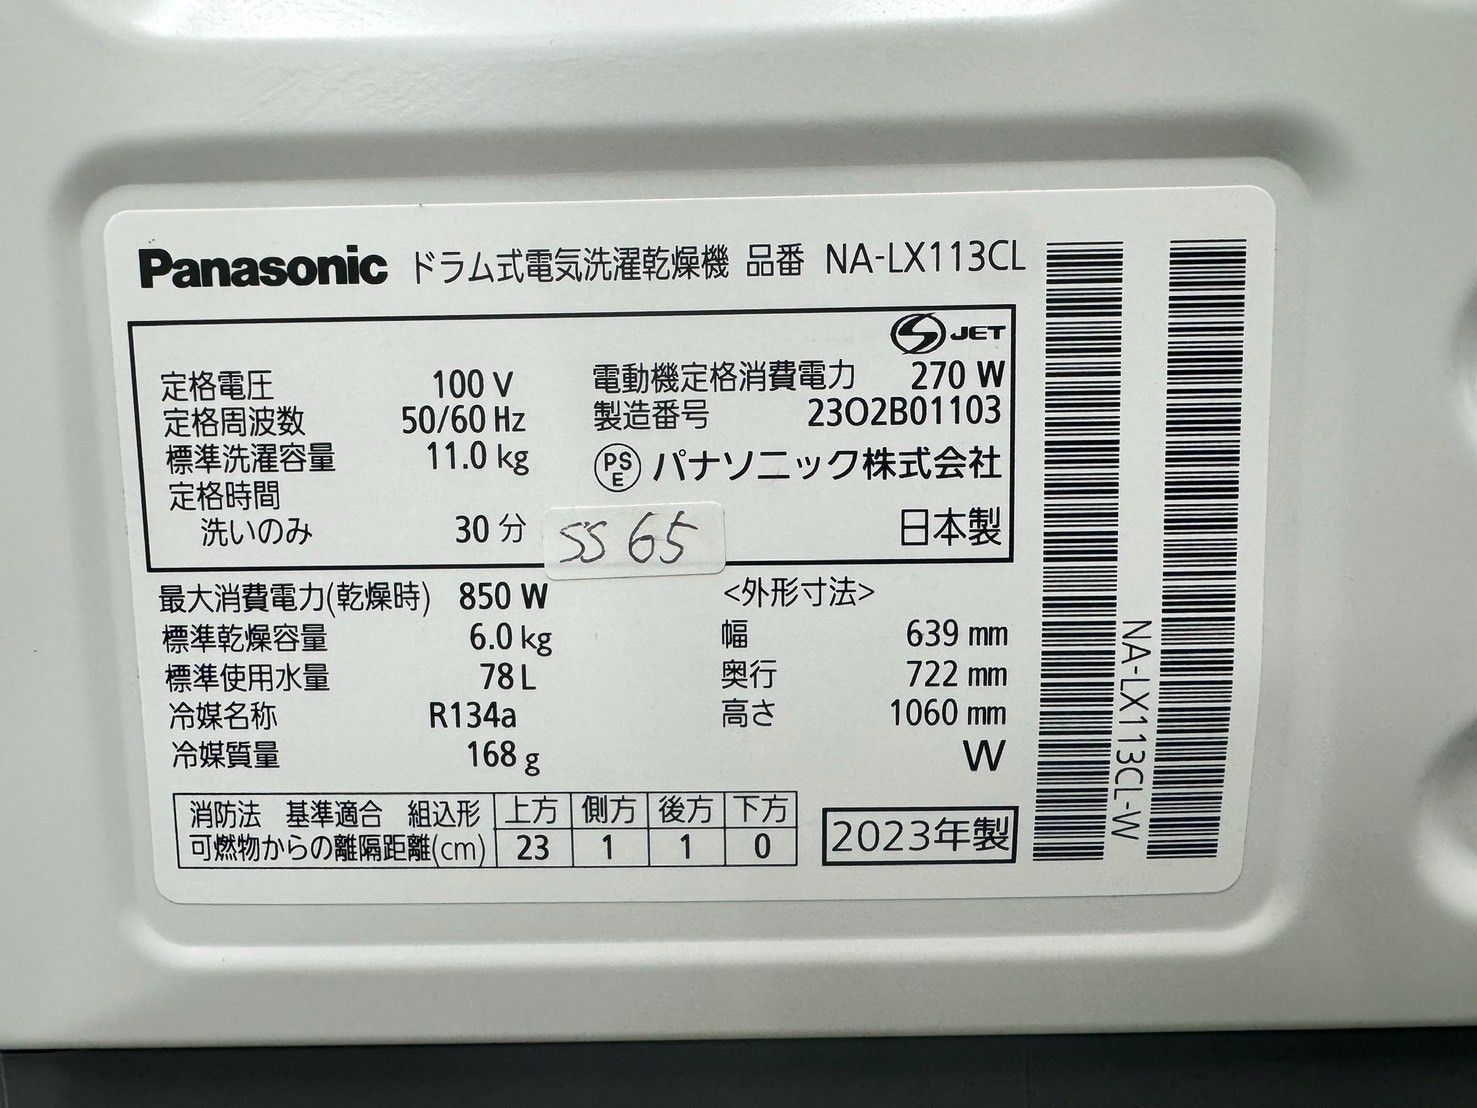 Panasonic ドラム式電気洗濯乾燥機 品番 NA-LX113CL
JET
定格電圧 100 V 電動機定格消費電力 270 W
定格周波数 50/60 Hz 製造番号 23O2B01103
標準洗濯容量 11.0 kg PSE パナソニック株式会社
定格時間
洗いのみ 30 分 日本製
SS 65
最大消費電力(乾燥時) 850 W <外形寸法>
標準乾燥容量 6.0 kg 幅 639 mm
標準使用水量 78 L 奥行 722 mm
冷媒名称 R134a 高さ 1060 mm
冷媒質量 168 g W
消防法 基準適合 組込形 上方 側方 後方 下方
可燃物からの離隔距離(cm) 23 1 1 0
2023年製
NA-LX113CL-W